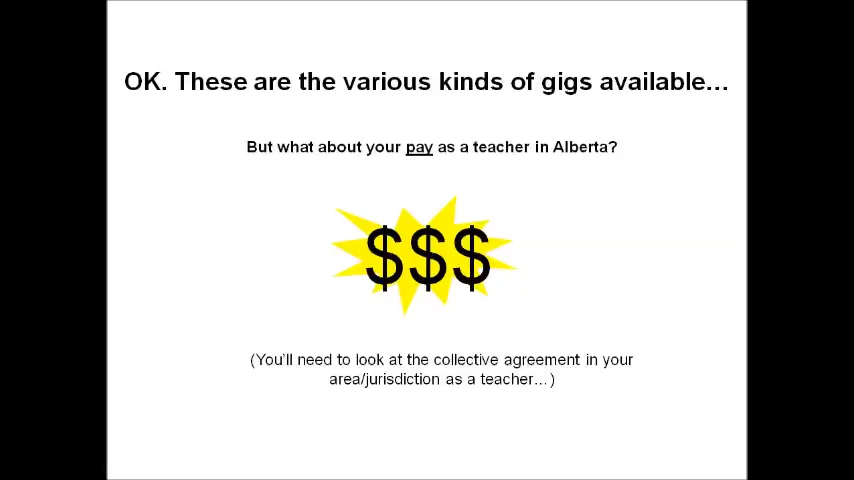 OK. These are the various kinds of gigs available…
But what about your pay as a teacher in Alberta?
$$$
(You'll need to look at the collective agreement in your
area/jurisdiction as a teacher…)